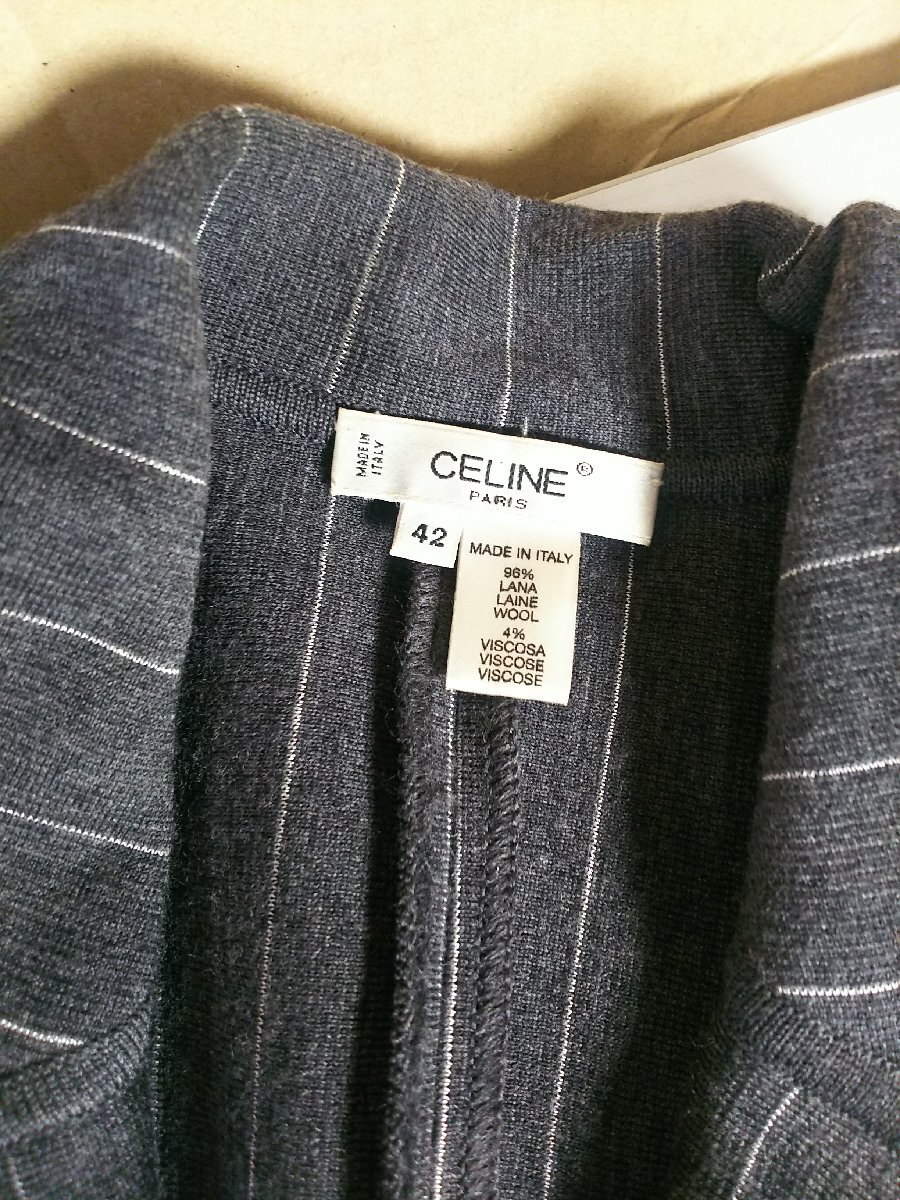 MADE IN
ITALY
CELINE®
PARIS
42
MADE IN ITALY
96%
LANA
LAINE
WOOL
4%
VISCOSA
VISCOSE
VISCOSE